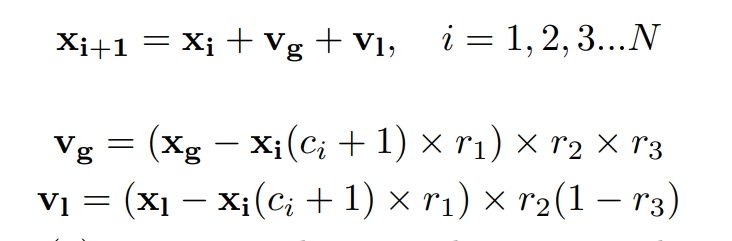 xᵢ₊₁ = xᵢ + v_g + v_l, i = 1, 2, 3...N
v_g = (x_g − xᵢ(cᵢ + 1) × r₁) × r₂ × r₃
v_l = (x_l − xᵢ(cᵢ + 1) × r₁) × r₂(1 − r₃)